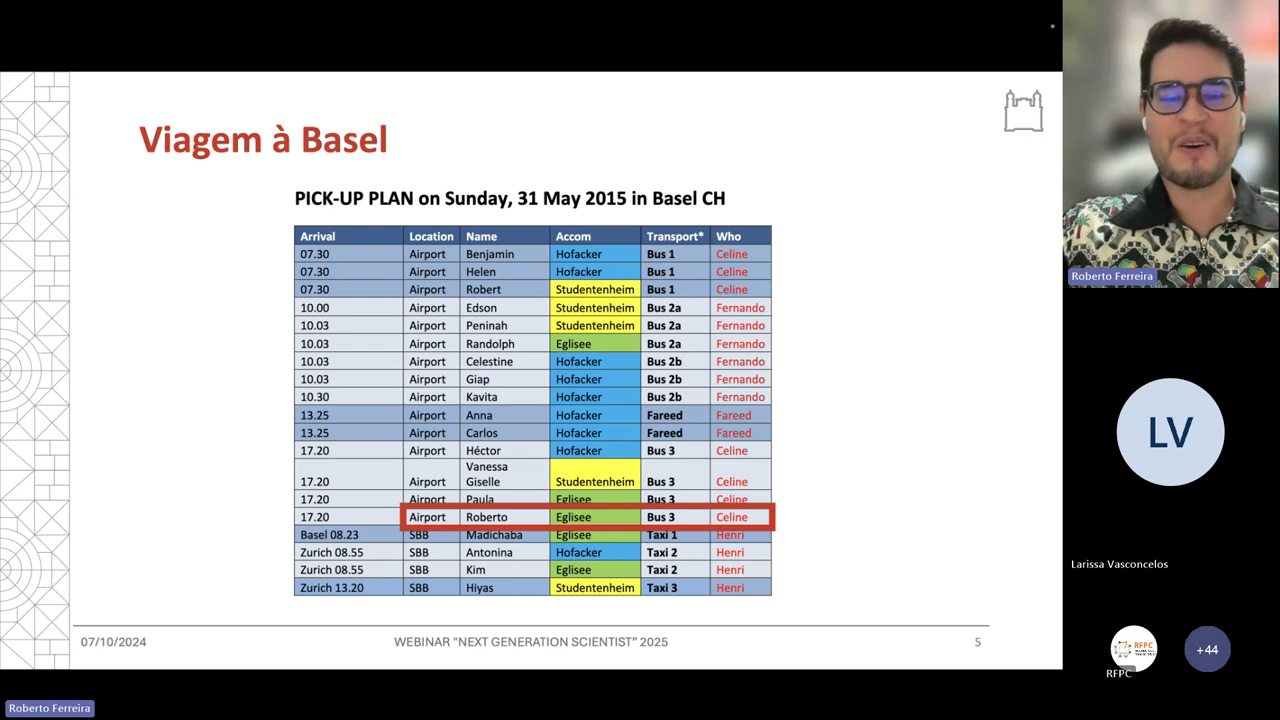 Viagem à Basel
PICK-UP PLAN on Sunday, 31 May 2015 in Basel CH
Arrival Location Name Accom Transport* Who
07.30 Airport Benjamin Hofacker Bus 1 Celine
07.30 Airport Helen Hofacker Bus 1 Celine
07.30 Airport Robert Studentenheim Bus 1 Celine
10.00 Airport Edson Studentenheim Bus 2a Fernando
10.03 Airport Peninah Studentenheim Bus 2a Fernando
10.03 Airport Randolph Eglisee Bus 2a Fernando
10.03 Airport Celestine Hofacker Bus 2b Fernando
10.03 Airport Giap Hofacker Bus 2b Fernando
10.30 Airport Kavita Hofacker Bus 2b Fernando
13.25 Airport Anna Hofacker Fareed Fareed
13.25 Airport Carlos Hofacker Fareed Fareed
17.20 Airport Héctor Hofacker Bus 3 Celine
Vanessa
17.20 Airport Giselle Studentenheim Bus 3 Celine
17.20 Airport Paula Eglisee Bus 3 Celine
17.20 Airport Roberto Eglisee Bus 3 Celine
Basel 08.23 SBB Madichaba Eglisee Taxi 1 Henri
Zurich 08.55 SBB Antonina Hofacker Taxi 2 Henri
Zurich 08.55 SBB Kim Eglisee Taxi 2 Henri
Zurich 13.20 SBB Hiyas Studentenheim Taxi 3 Henri
07/10/2024 WEBINAR "NEXT GENERATION SCIENTIST" 2025 5
Roberto Ferreira
LV
Larissa Vasconcelos
RFPC
RFPC
+44
Roberto Ferreira